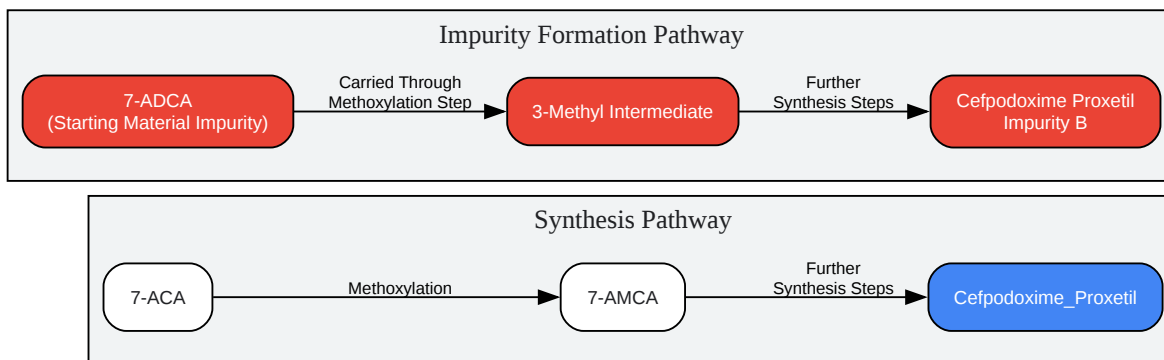 Impurity Formation Pathway
7-ADCA
(Starting Material Impurity)
Carried Through
Methoxylation Step
3-Methyl Intermediate
Further
Synthesis Steps
Cefpodoxime Proxetil
Impurity B
Synthesis Pathway
7-ACA
Methoxylation
7-AMCA
Further
Synthesis Steps
Cefpodoxime_Proxetil